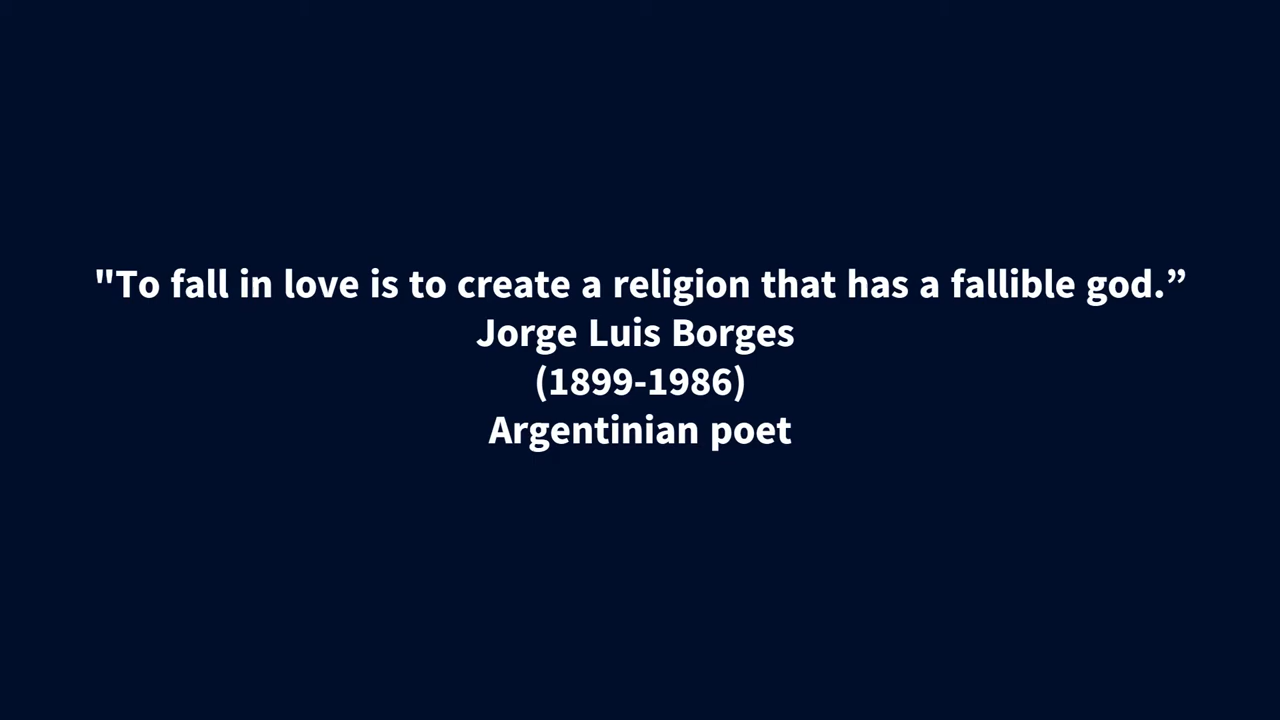 "To fall in love is to create a religion that has a fallible god.”
Jorge Luis Borges
(1899-1986)
Argentinian poet